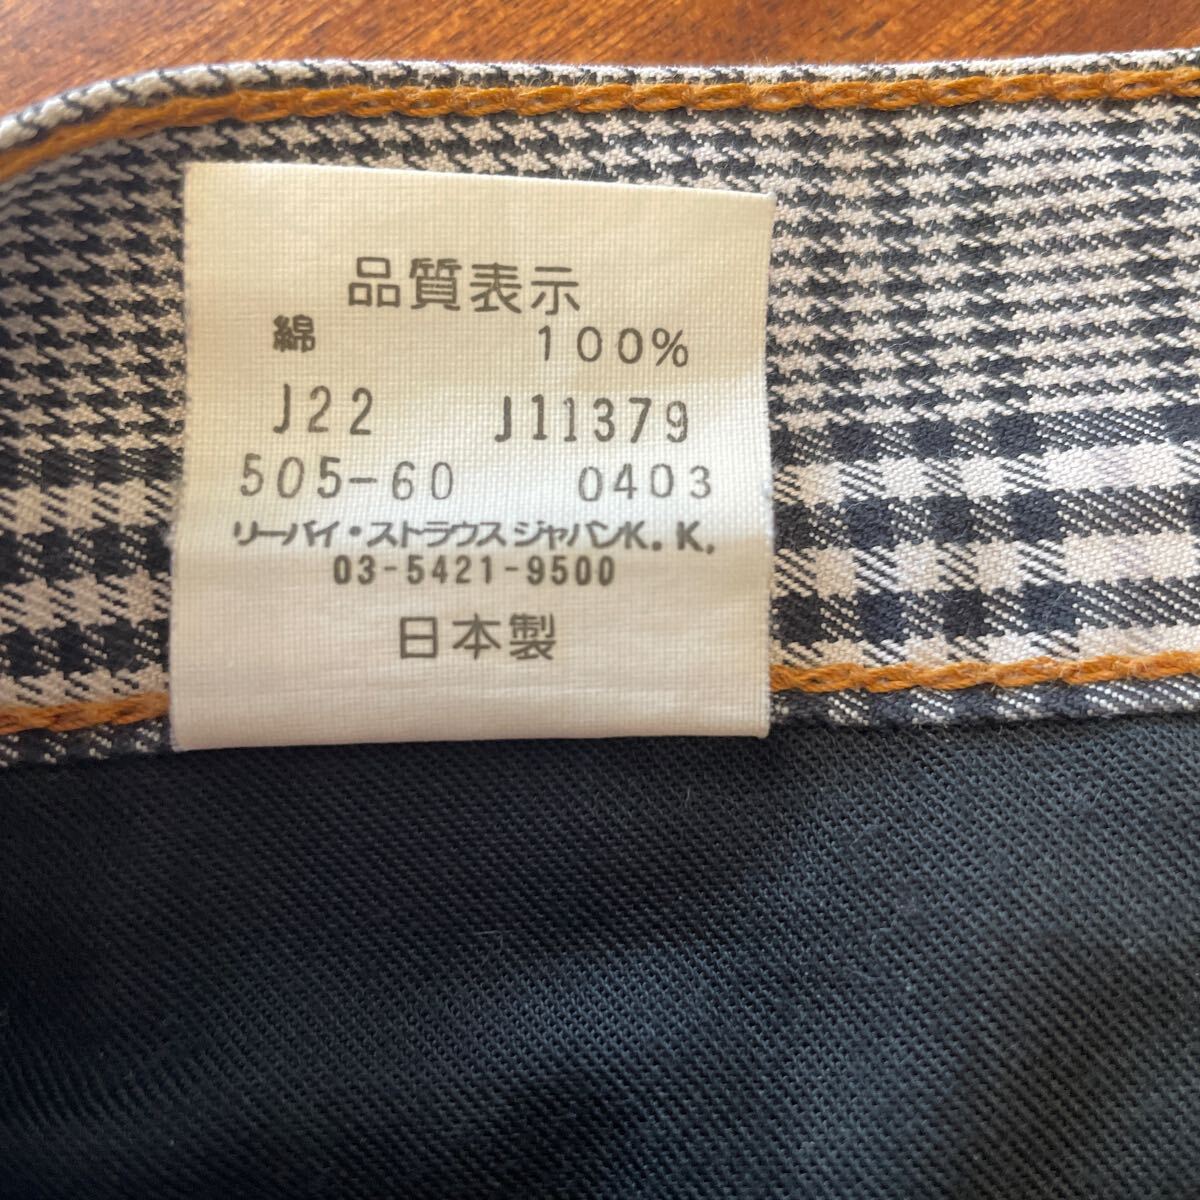 品質表示
綿 100%
J22 J11379
505-60 0403
リーバイ・ストラウスジャパンK.K.
03-5421-9500
日本製